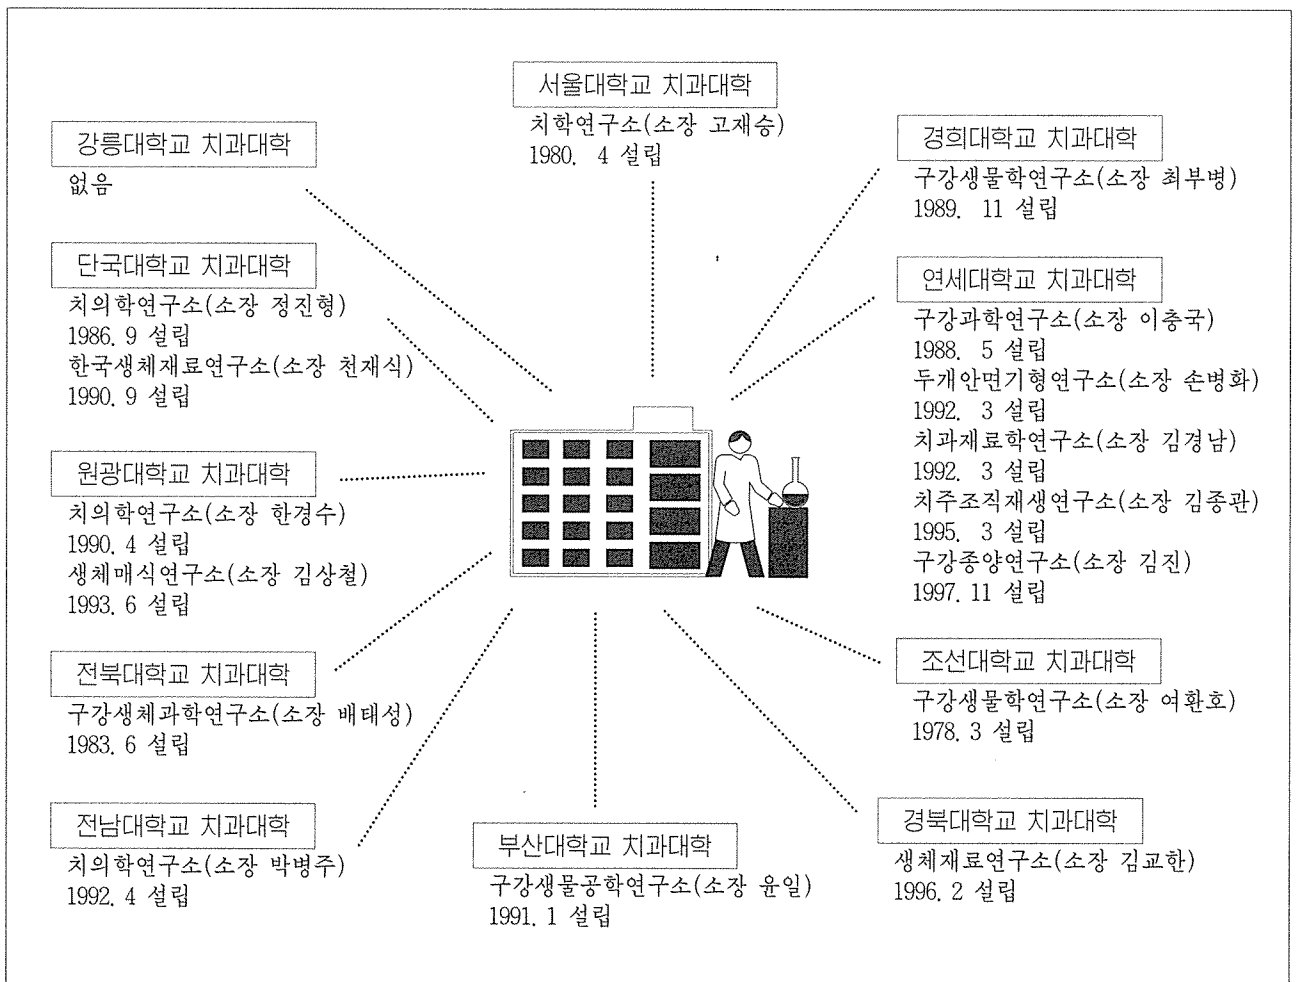 서울대학교 치과대학
치학연구소(소장 고재승)
1980. 4 설립
강릉대학교 치과대학
없음
경희대학교 치과대학
구강생물학연구소(소장 최부병)
1989. 11 설립
단국대학교 치과대학
치의학연구소(소장 정진형)
1986. 9 설립
한국생체재료연구소(소장 천재식)
1990. 9 설립
연세대학교 치과대학
구강과학연구소(소장 이충국)
1988. 5 설립
두개안면기형연구소(소장 손병화)
1992. 3 설립
치과재료학연구소(소장 김경남)
1992. 3 설립
치주조직재생연구소(소장 김종관)
1995. 3 설립
구강종양연구소(소장 김진)
1997. 11 설립
원광대학교 치과대학
치의학연구소(소장 한경수)
1990. 4 설립
생체매식연구소(소장 김상철)
1993. 6 설립
전북대학교 치과대학
구강생체과학연구소(소장 배태성)
1983. 6 설립
조선대학교 치과대학
구강생물학연구소(소장 여환호)
1978. 3 설립
전남대학교 치과대학
치의학연구소(소장 박병주)
1992. 4 설립
부산대학교 치과대학
구강생물공학연구소(소장 윤일)
1991. 1 설립
경북대학교 치과대학
생체재료연구소(소장 김교한)
1996. 2 설립